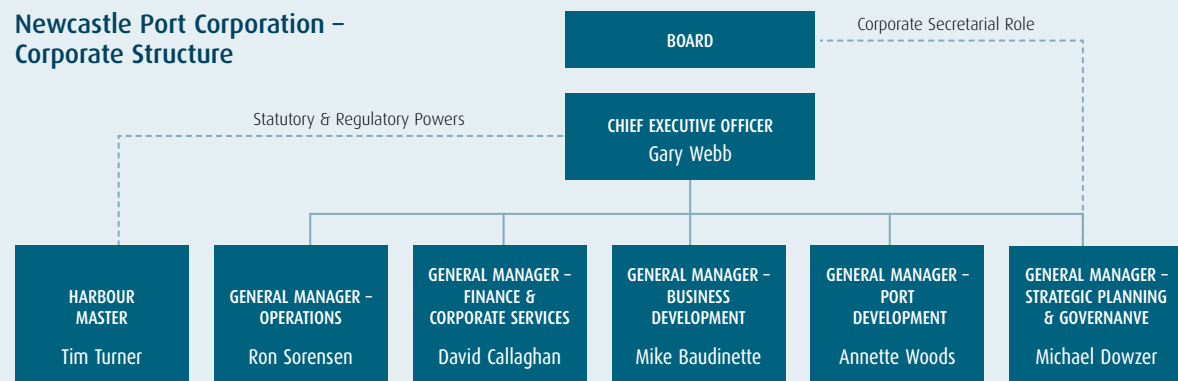 Newcastle Port Corporation –
Corporate Structure
BOARD
Corporate Secretarial Role
Statutory & Regulatory Powers
CHIEF EXECUTIVE OFFICER
Gary Webb
HARBOUR
MASTER
Tim Turner
GENERAL MANAGER –
OPERATIONS
Ron Sorensen
GENERAL MANAGER –
FINANCE &
CORPORATE SERVICES
David Callaghan
GENERAL MANAGER –
BUSINESS
DEVELOPMENT
Mike Baudinette
GENERAL MANAGER –
PORT
DEVELOPMENT
Annette Woods
GENERAL MANAGER –
STRATEGIC PLANNING
& GOVERNANVE
Michael Dowzer